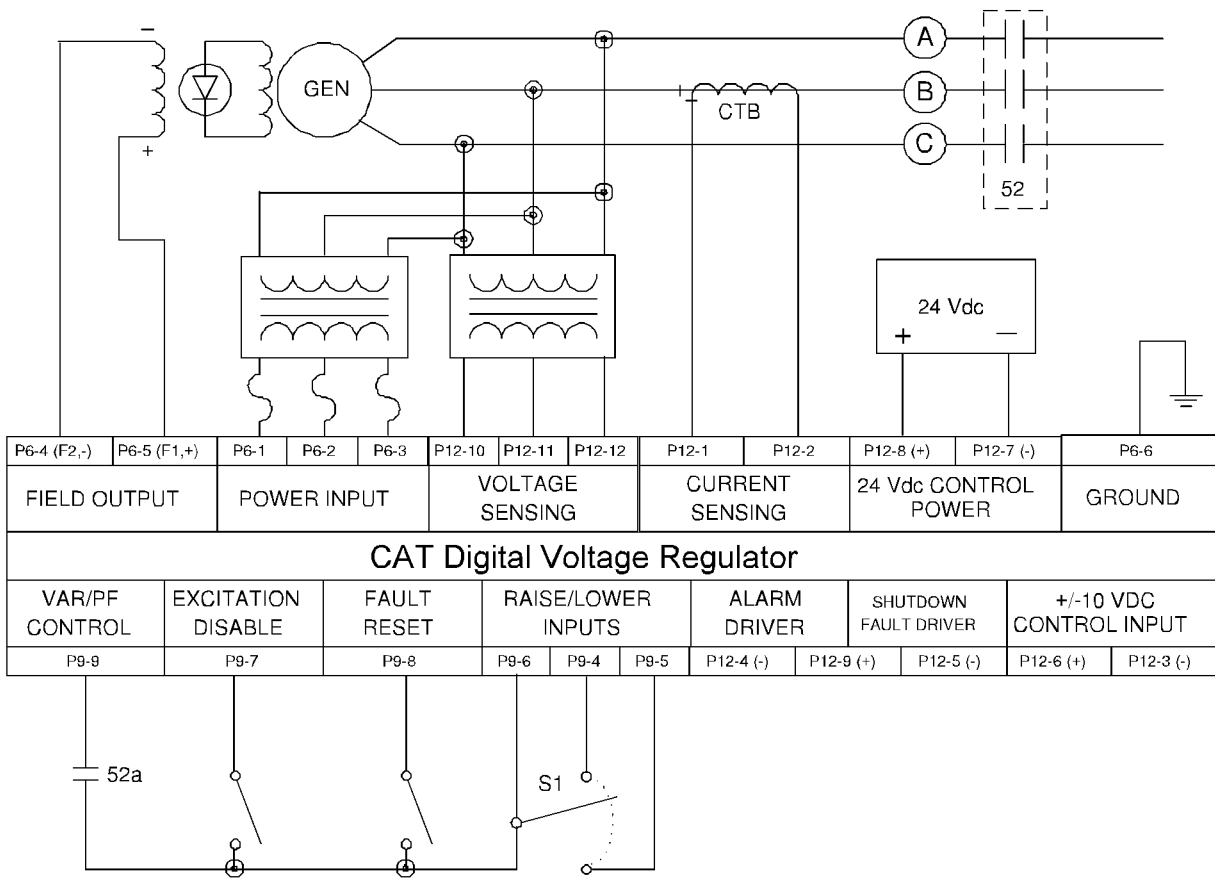 −
GEN
+
A
B
C
CTB
52
24 Vdc
+ −
P6-4 (F2,-) P6-5 (F1,+) P6-1 P6-2 P6-3 P12-10 P12-11 P12-12 P12-1 P12-2 P12-8 (+) P12-7 (-) P6-6
FIELD OUTPUT
POWER INPUT
VOLTAGE
SENSING
CURRENT
SENSING
24 Vdc CONTROL
POWER
GROUND
CAT Digital Voltage Regulator
VAR/PF
CONTROL
EXCITATION
DISABLE
FAULT
RESET
RAISE/LOWER
INPUTS
ALARM
DRIVER
SHUTDOWN
FAULT DRIVER
+/-10 VDC
CONTROL INPUT
P9-9 P9-7 P9-8 P9-6 P9-4 P9-5 P12-4 (-) P12-9 (+) P12-5 (-) P12-6 (+) P12-3 (-)
52a
S1